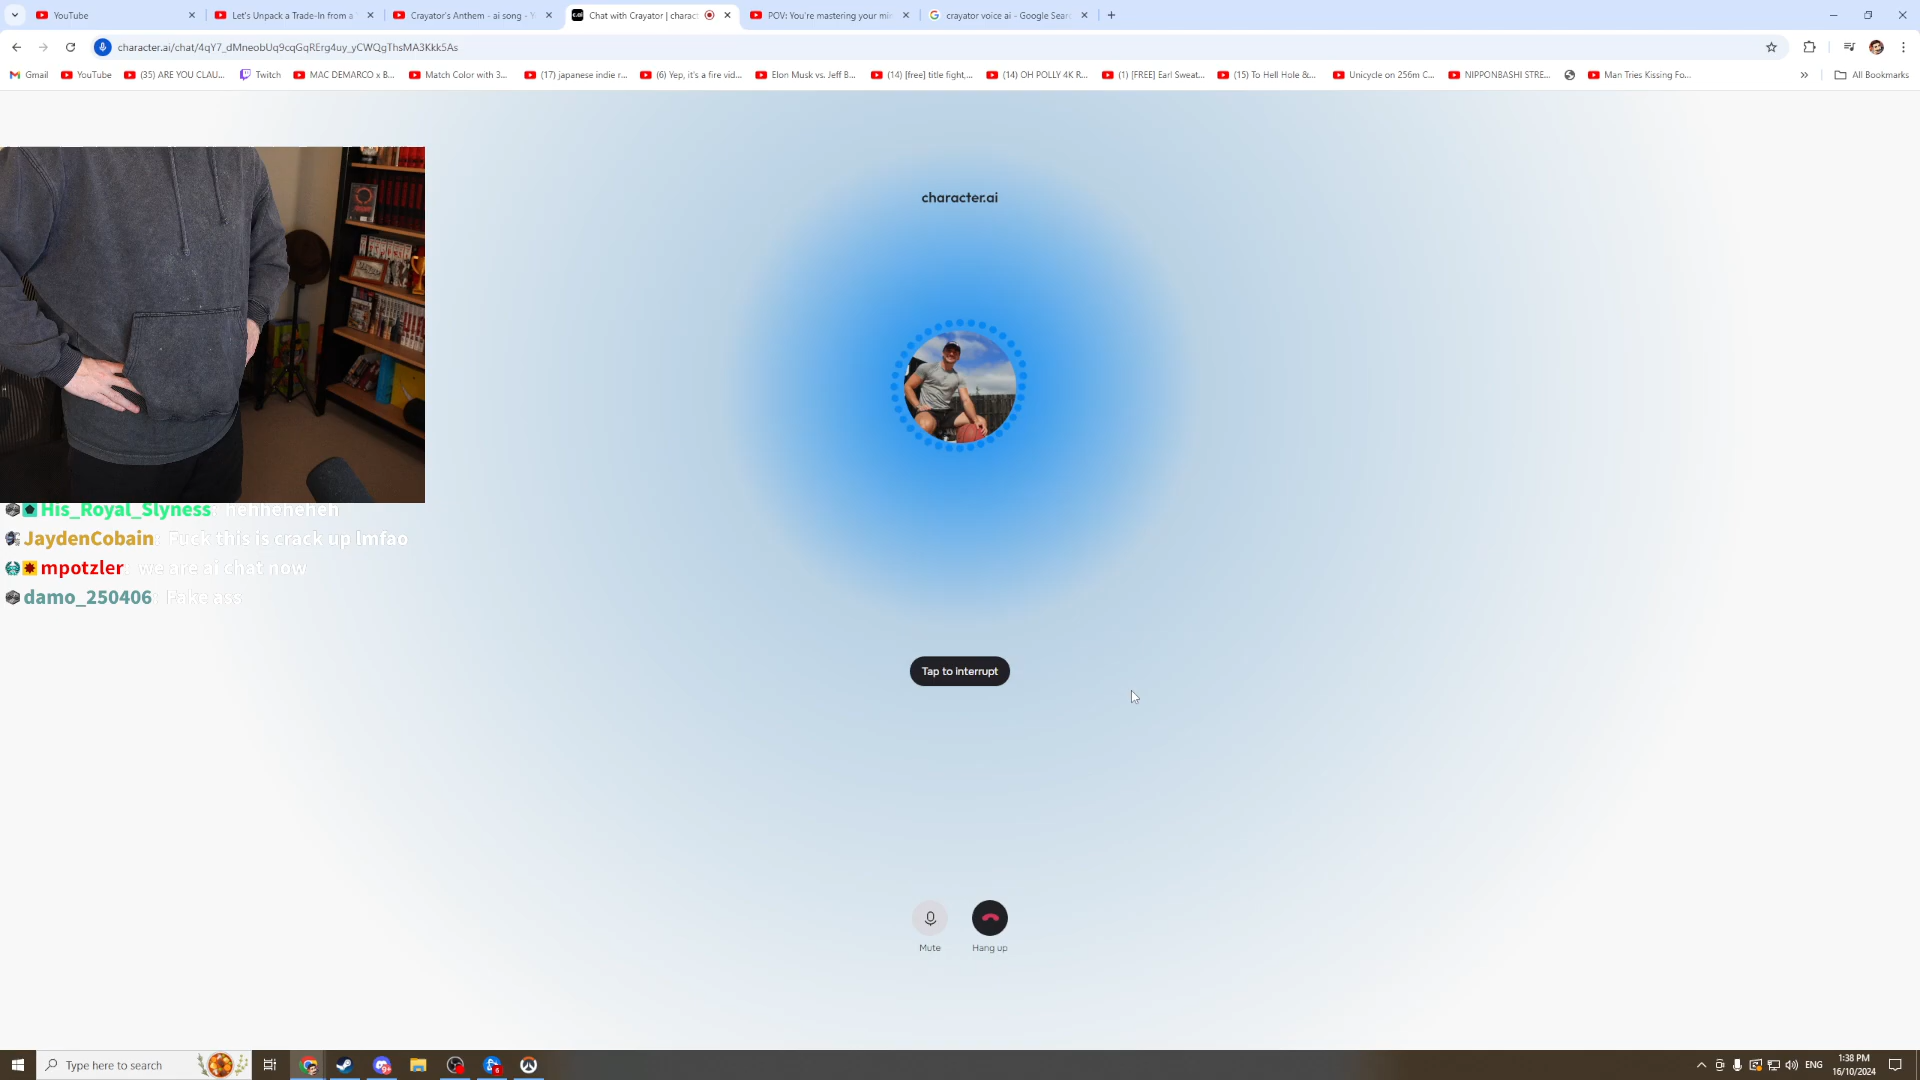 YouTube
Let's Unpack a Trade-In from a
Crayator's Anthem - ai song - Y
Chat with Crayator | charact
POV: You're mastering your mi
crayator voice ai - Google Sear
character.ai/chat/4qY7_dMneobUq9cqGqRErg4uy_yCWQgThsMA3Kkk5As
Gmail
YouTube
(35) ARE YOU CLAU...
Twitch
MAC DEMARCO x B...
Match Color with 3...
(17) japanese indie r...
(6) Yep, it's a fire vid...
Elon Musk vs. Jeff B...
(14) [free] title fight,...
(14) OH POLLY 4K R...
(1) [FREE] Earl Sweat...
(15) To Hell Hole &...
Unicycle on 256m C...
NIPPONBASHI STRE...
Man Tries Kissing Fo...
All Bookmarks
character.ai
His_Royal_Slyness: hehheheheh
JaydenCobain: Fuck this is crack up lmfao
mpotzler: we are ai chat now
damo_250406: Fake ass
Tap to interrupt
Mute
Hang up
Type here to search
ENG
1:38 PM
16/10/2024